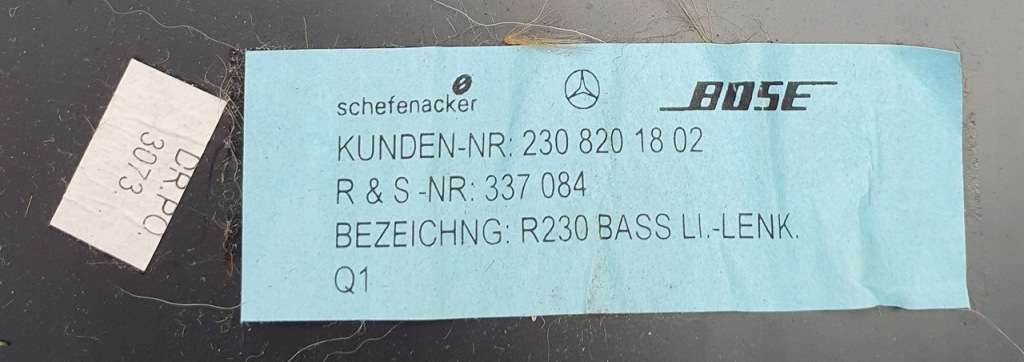 DR.PO.
3073.
schefenacker
BOSE
KUNDEN-NR: 230 820 18 02
R & S -NR: 337 084
BEZEICHNG: R230 BASS LI.-LENK.
Q1